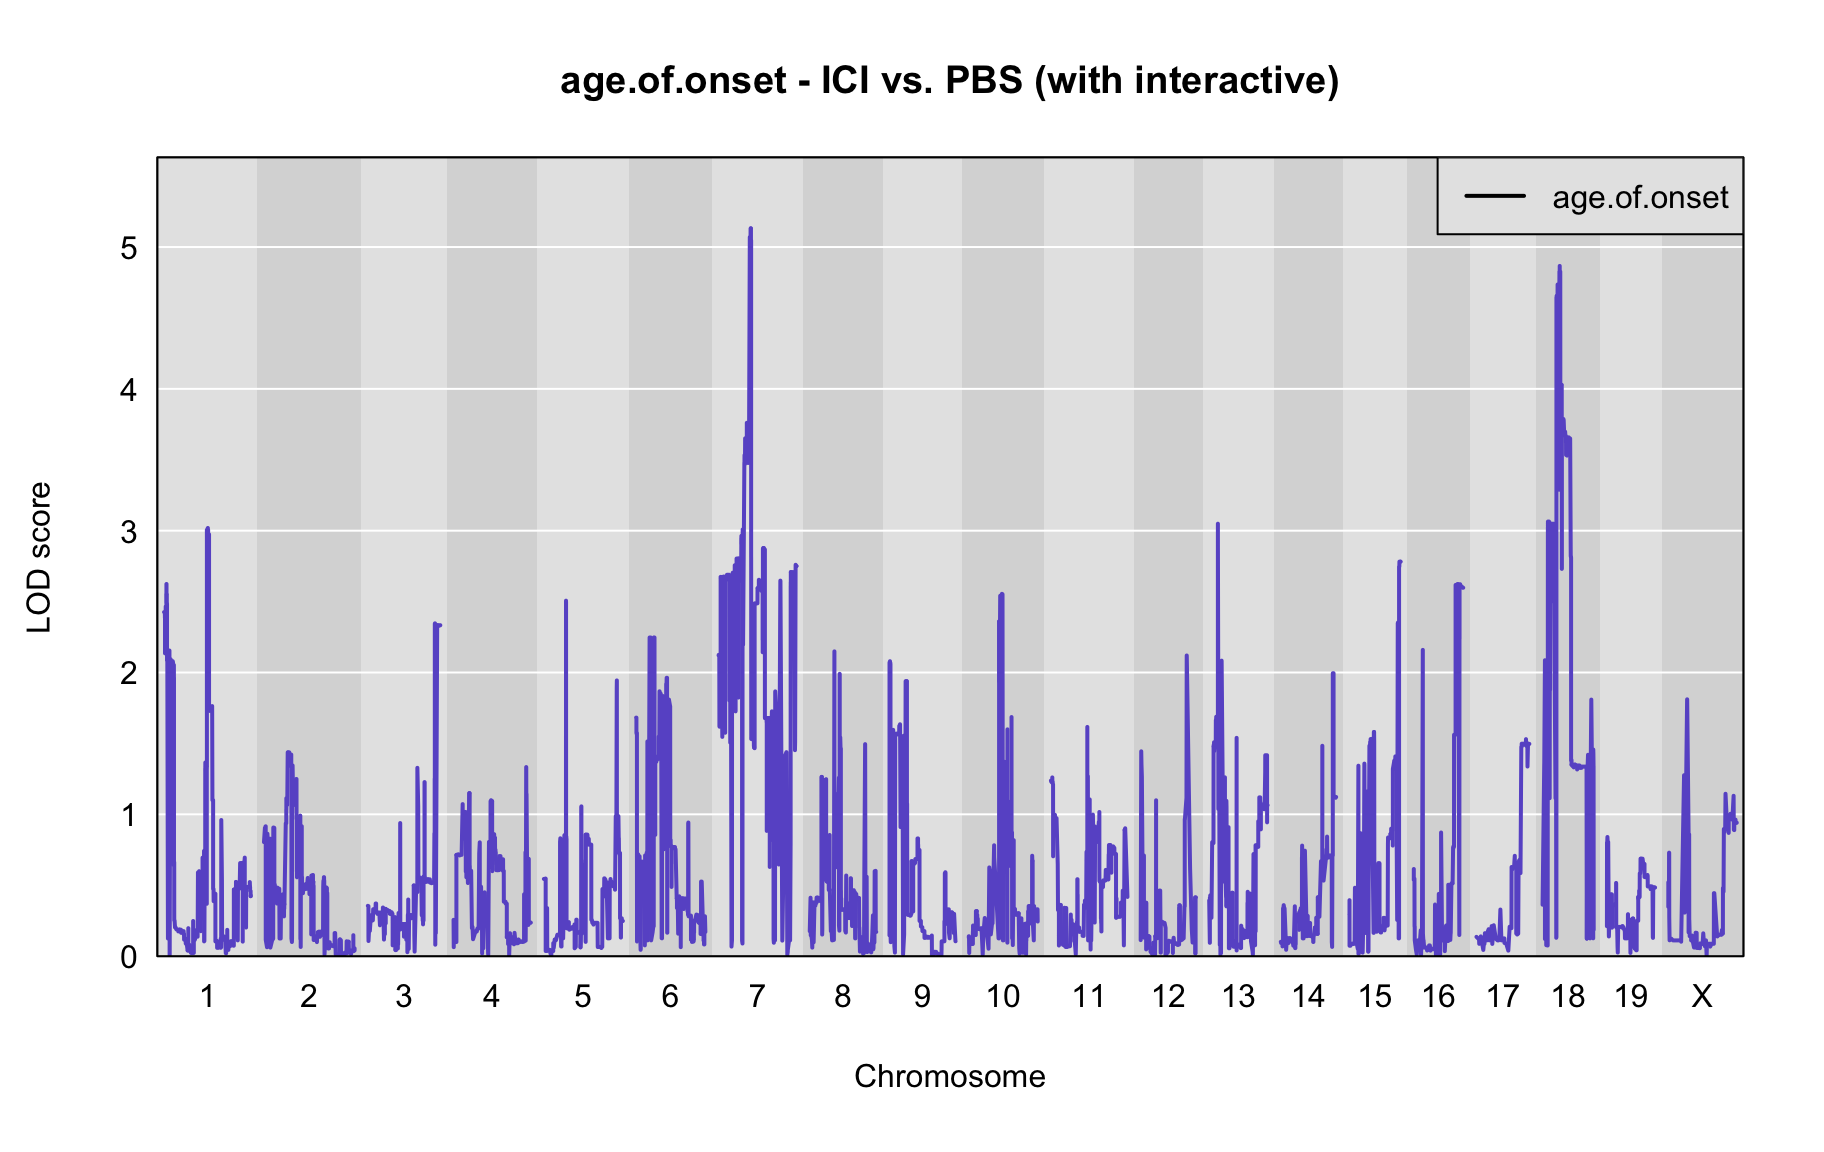 age.of.onset - ICI vs. PBS (with interactive)
age.of.onset
LOD score
5
4
3
2
1
0
1 2 3 4 5 6 7 8 9 10 11 12 13 14 15 16 17 18 19 X
Chromosome